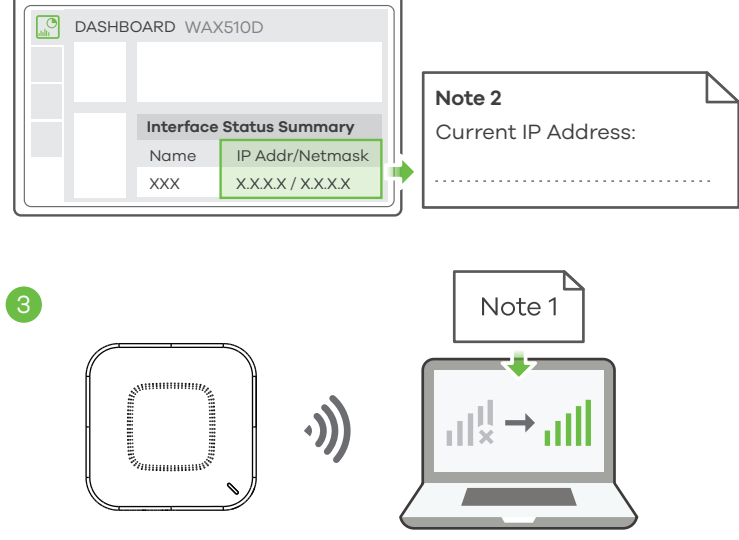 DASHBOARD WAX510D
Interface Status Summary
Name IP Addr/Netmask
XXX X.X.X.X / X.X.X.X
Note 2
Current IP Address:
3
Note 1